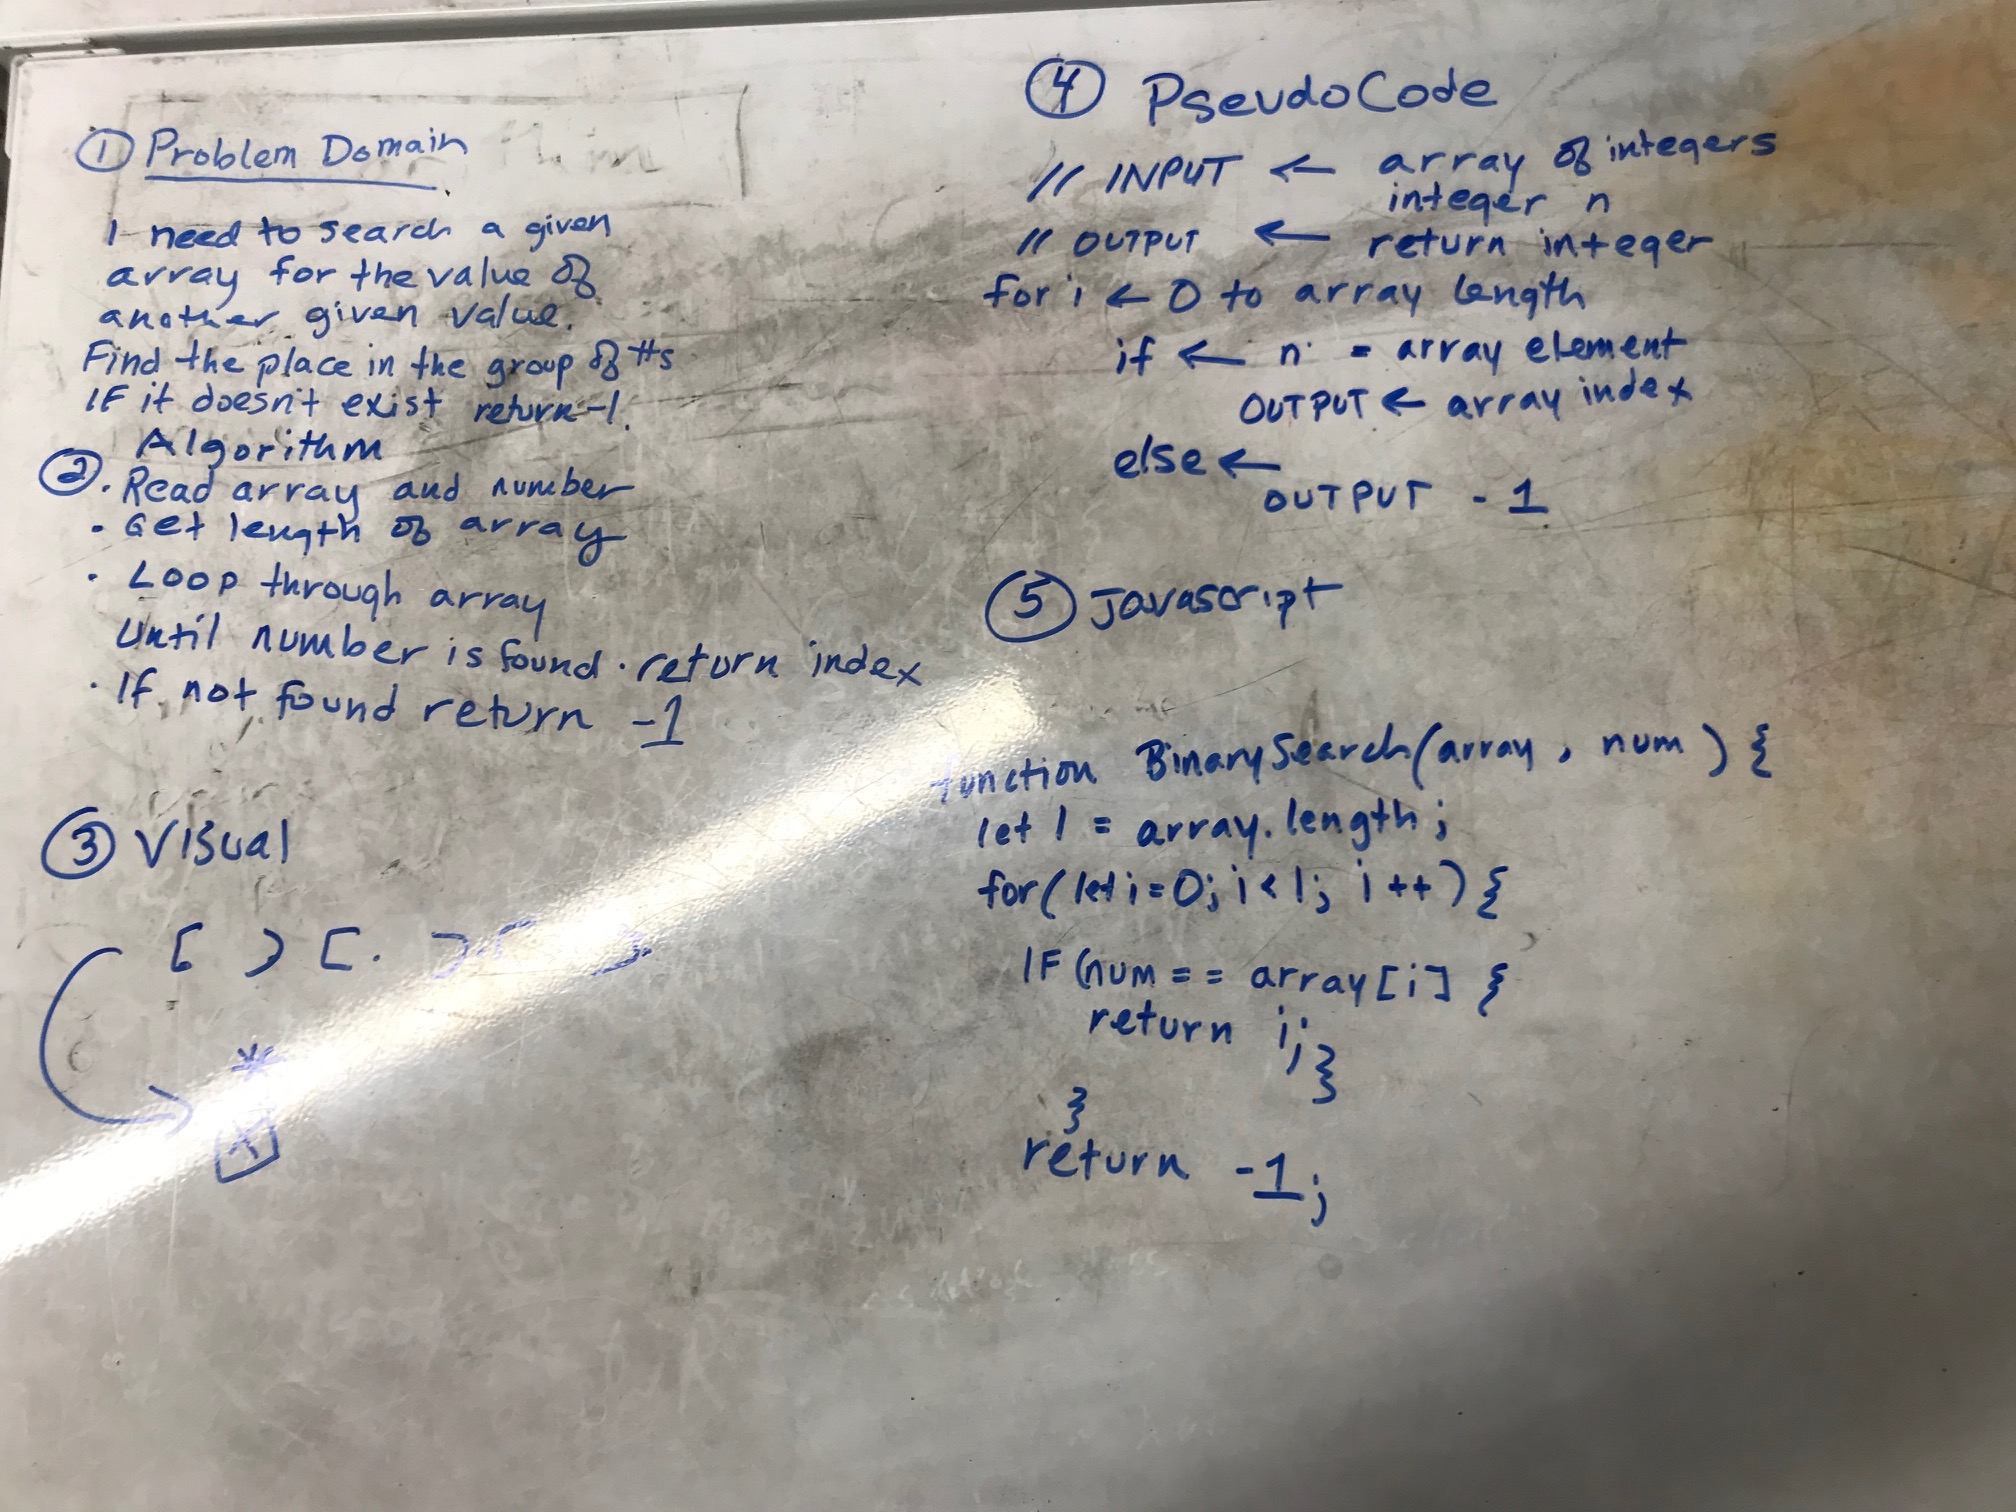 ① Problem Domain
I need to search a given
array for the value of
another given value.
Find the place in the group of #s
IF it doesn't exist return -1.
② Algorithm
• Read array and number
• Get length of array
• Loop through array
Until number is found • return index
• If not found return -1
③ Visual
[ ] [ . ] [ ]
*
X
④ PseudoCode
// INPUT ← array of integers
integer n
// OUTPUT ← return integer
for i ← 0 to array length
if ← n = array element
OUTPUT ← array index
else ←
OUTPUT -1
⑤ Javascript
function BinarySearch(array, num) {
let l = array.length;
for(let i=0; i<l; i++) {
IF (num == array[i] {
return i; }
}
return -1;